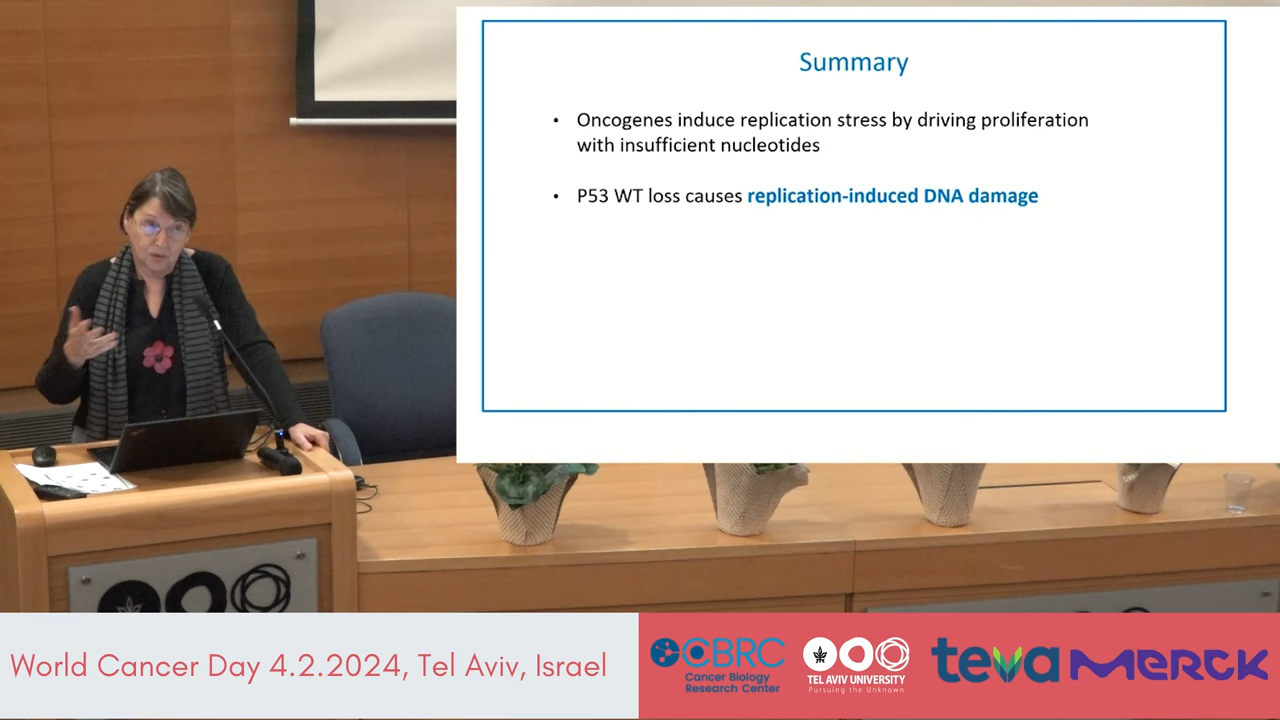 Summary
• Oncogenes induce replication stress by driving proliferation
with insufficient nucleotides
• P53 WT loss causes replication-induced DNA damage
World Cancer Day 4.2.2024, Tel Aviv, Israel
CBRC
Cancer Biology
Research Center
TEL AVIV UNIVERSITY
Pursuing the Unknown
teva
MERCK